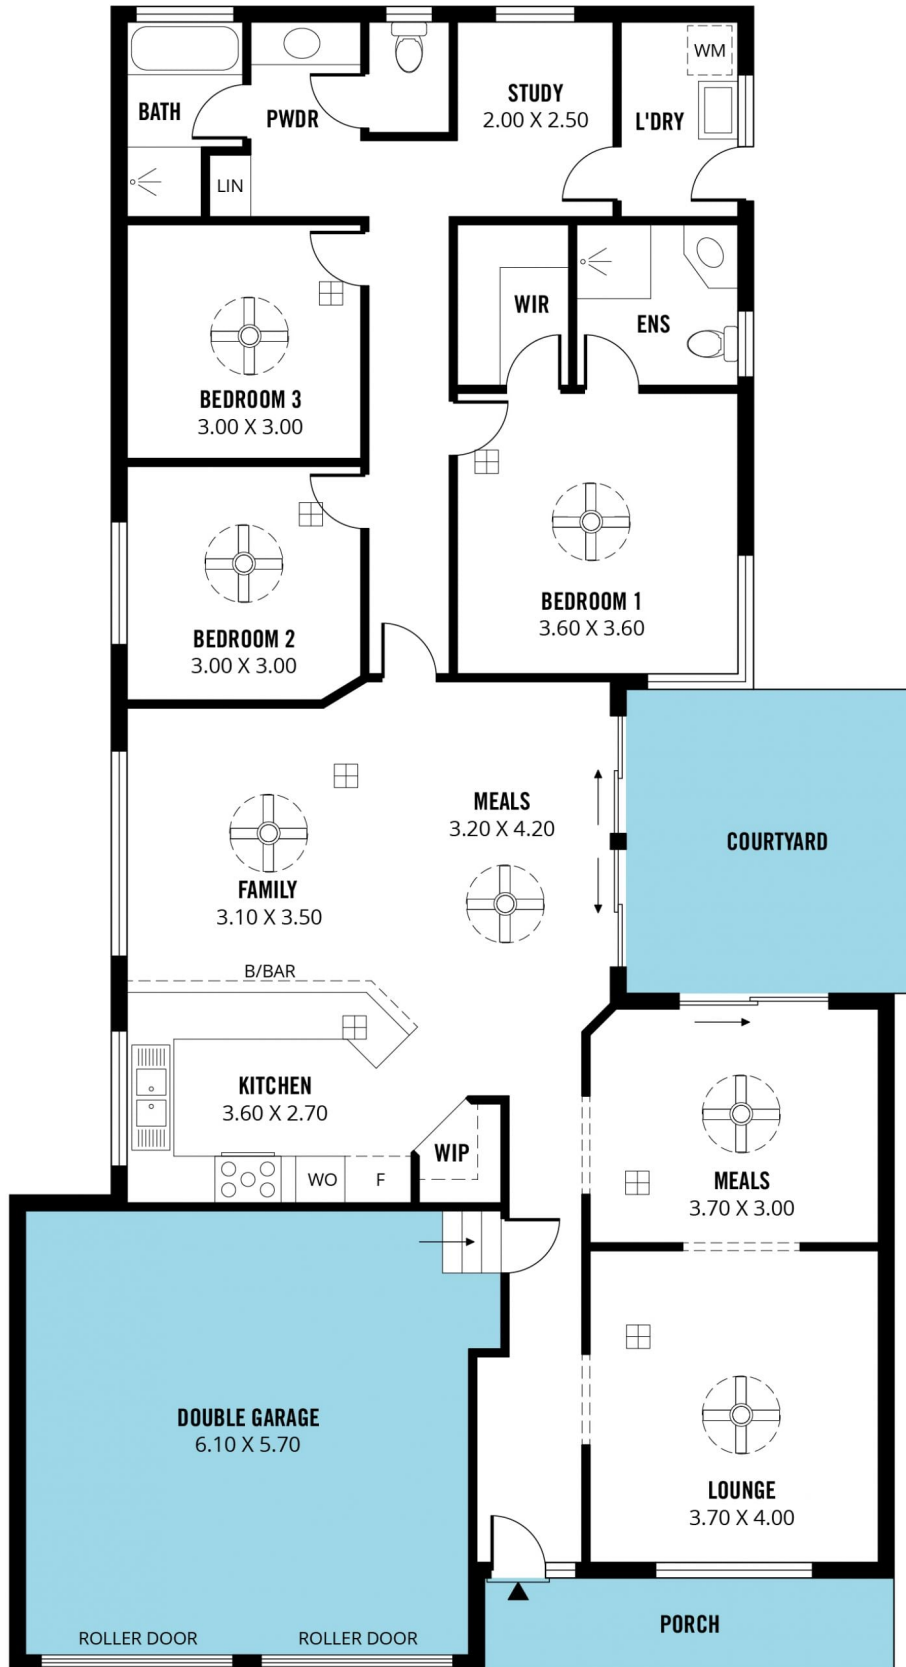 BATH
PWDR
LIN
STUDY
2.00 X 2.50
WM
L'DRY
BEDROOM 3
3.00 X 3.00
WIR
ENS
BEDROOM 2
3.00 X 3.00
BEDROOM 1
3.60 X 3.60
MEALS
3.20 X 4.20
FAMILY
3.10 X 3.50
COURTYARD
B/BAR
KITCHEN
3.60 X 2.70
WO
F
WIP
MEALS
3.70 X 3.00
DOUBLE GARAGE
6.10 X 5.70
LOUNGE
3.70 X 4.00
ROLLER DOOR
ROLLER DOOR
PORCH